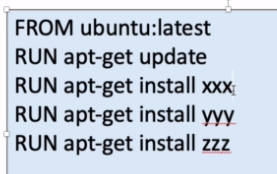 FROM ubuntu:latest
RUN apt-get update
RUN apt-get install xxx
RUN apt-get install yyy
RUN apt-get install zzz